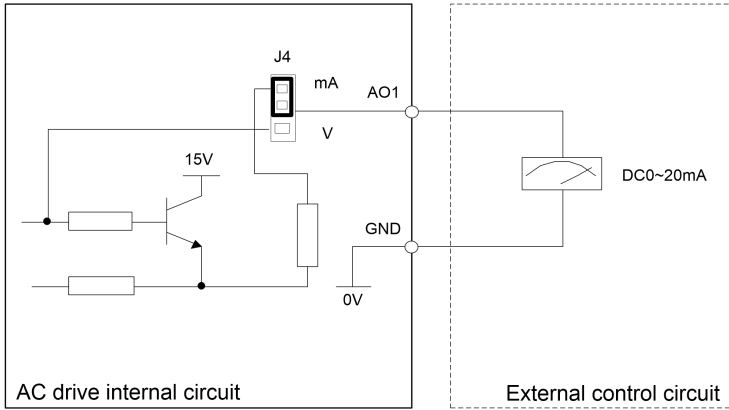 J4
mA
AO1
V
15V
DC0~20mA
GND
0V
AC drive internal circuit
External control circuit